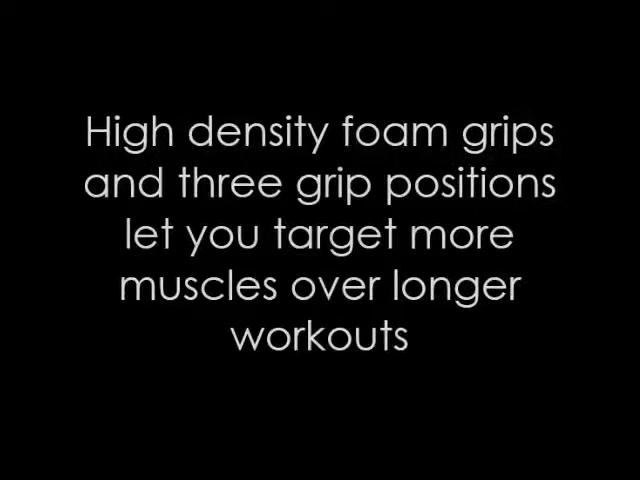 High density foam grips
and three grip positions
let you target more
muscles over longer
workouts